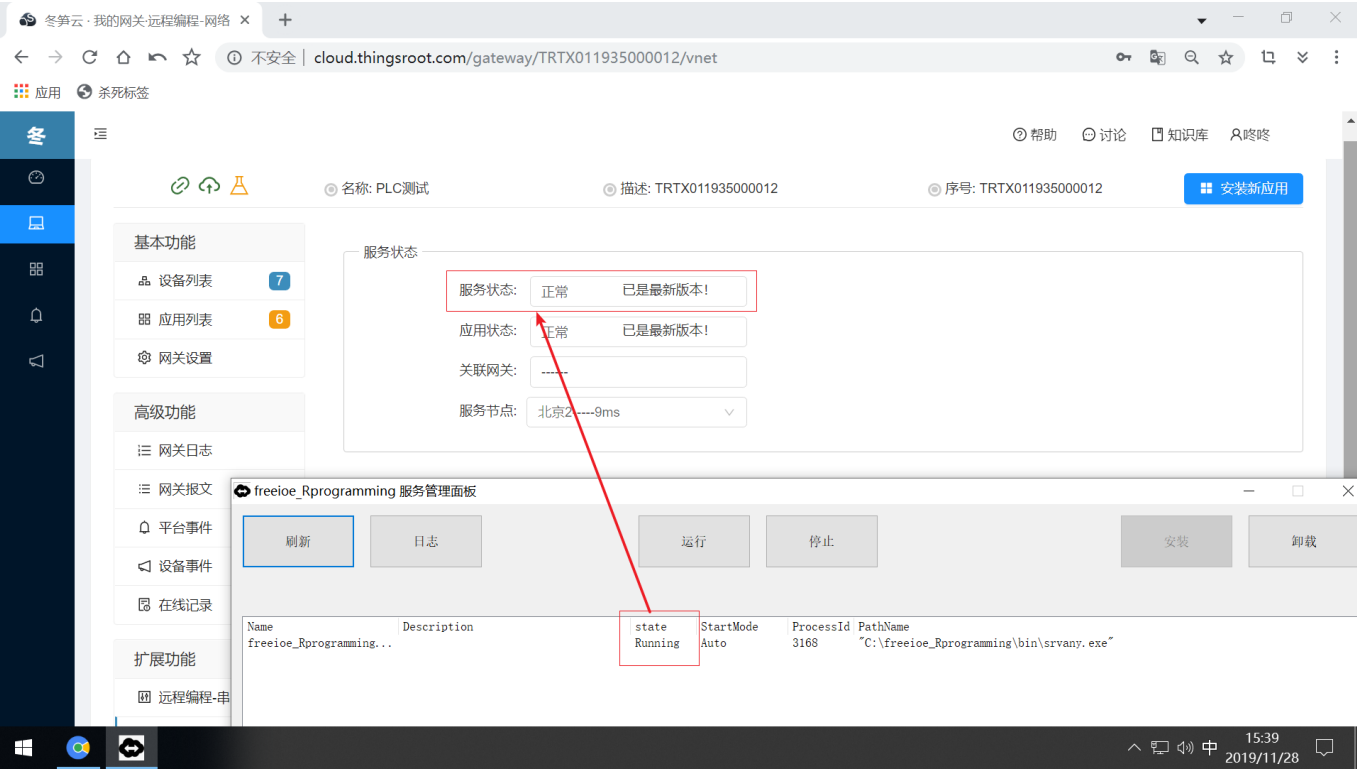 冬笋云 · 我的网关·远程编程-网络
不安全 | cloud.thingsroot.com/gateway/TRTX011935000012/vnet
应用 杀死标签
冬 帮助 讨论 知识库 咚咚
名称: PLC测试 描述: TRTX011935000012 序号: TRTX011935000012 安装新应用
基本功能
设备列表 7
应用列表 6
网关设置
高级功能
网关日志
网关报文
平台事件
设备事件
在线记录
扩展功能
远程编程-串
服务状态
服务状态: 正常 已是最新版本!
应用状态: 正常 已是最新版本!
关联网关: ------
服务节点: 北京2----9ms
freeioe_Rprogramming 服务管理面板
刷新 日志 运行 停止 安装 卸载
Name Description state StartMode ProcessId PathName
freeioe_Rprogramming... Running Auto 3168 "C:\freeioe_Rprogramming\bin\srvany.exe"
中 15:39
2019/11/28